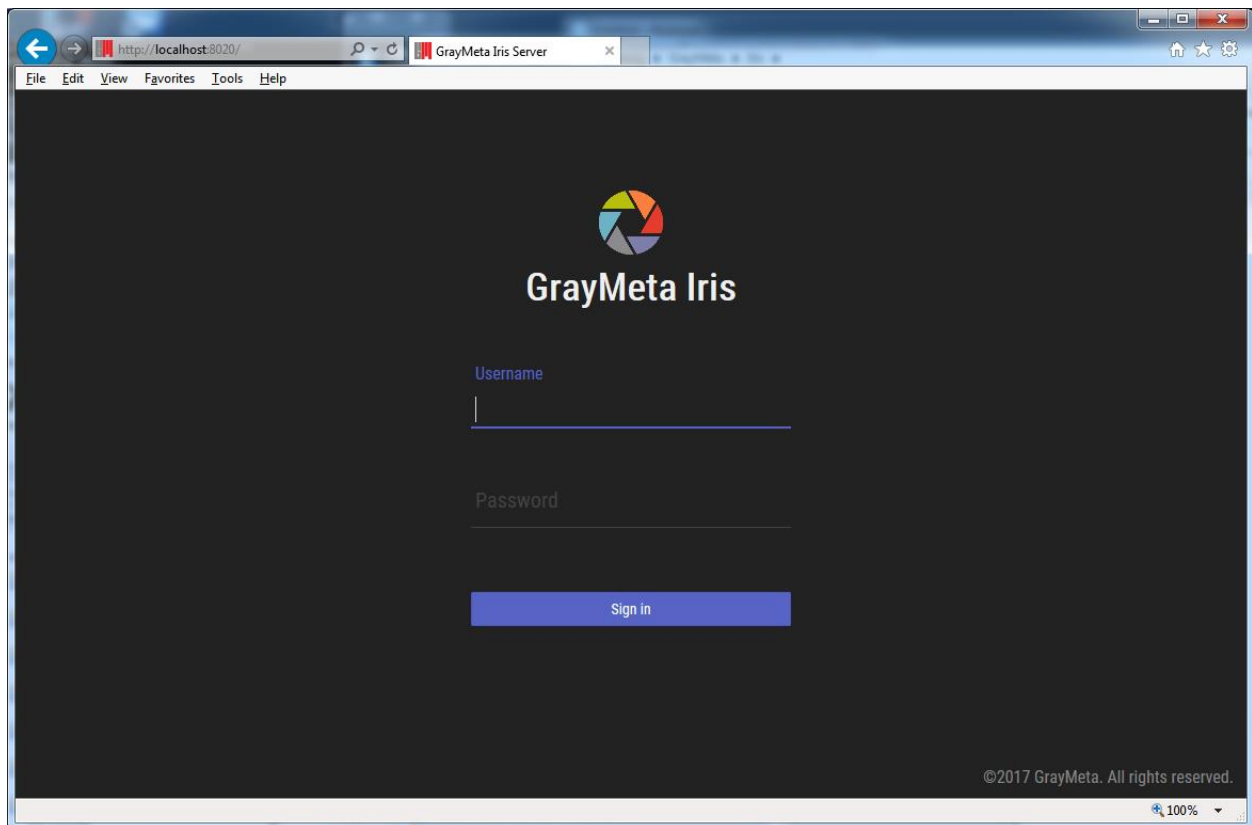 http://localhost:8020/
GrayMeta Iris Server
File Edit View Favorites Tools Help
GrayMeta Iris
Username
Password
Sign in
©2017 GrayMeta. All rights reserved.
100%